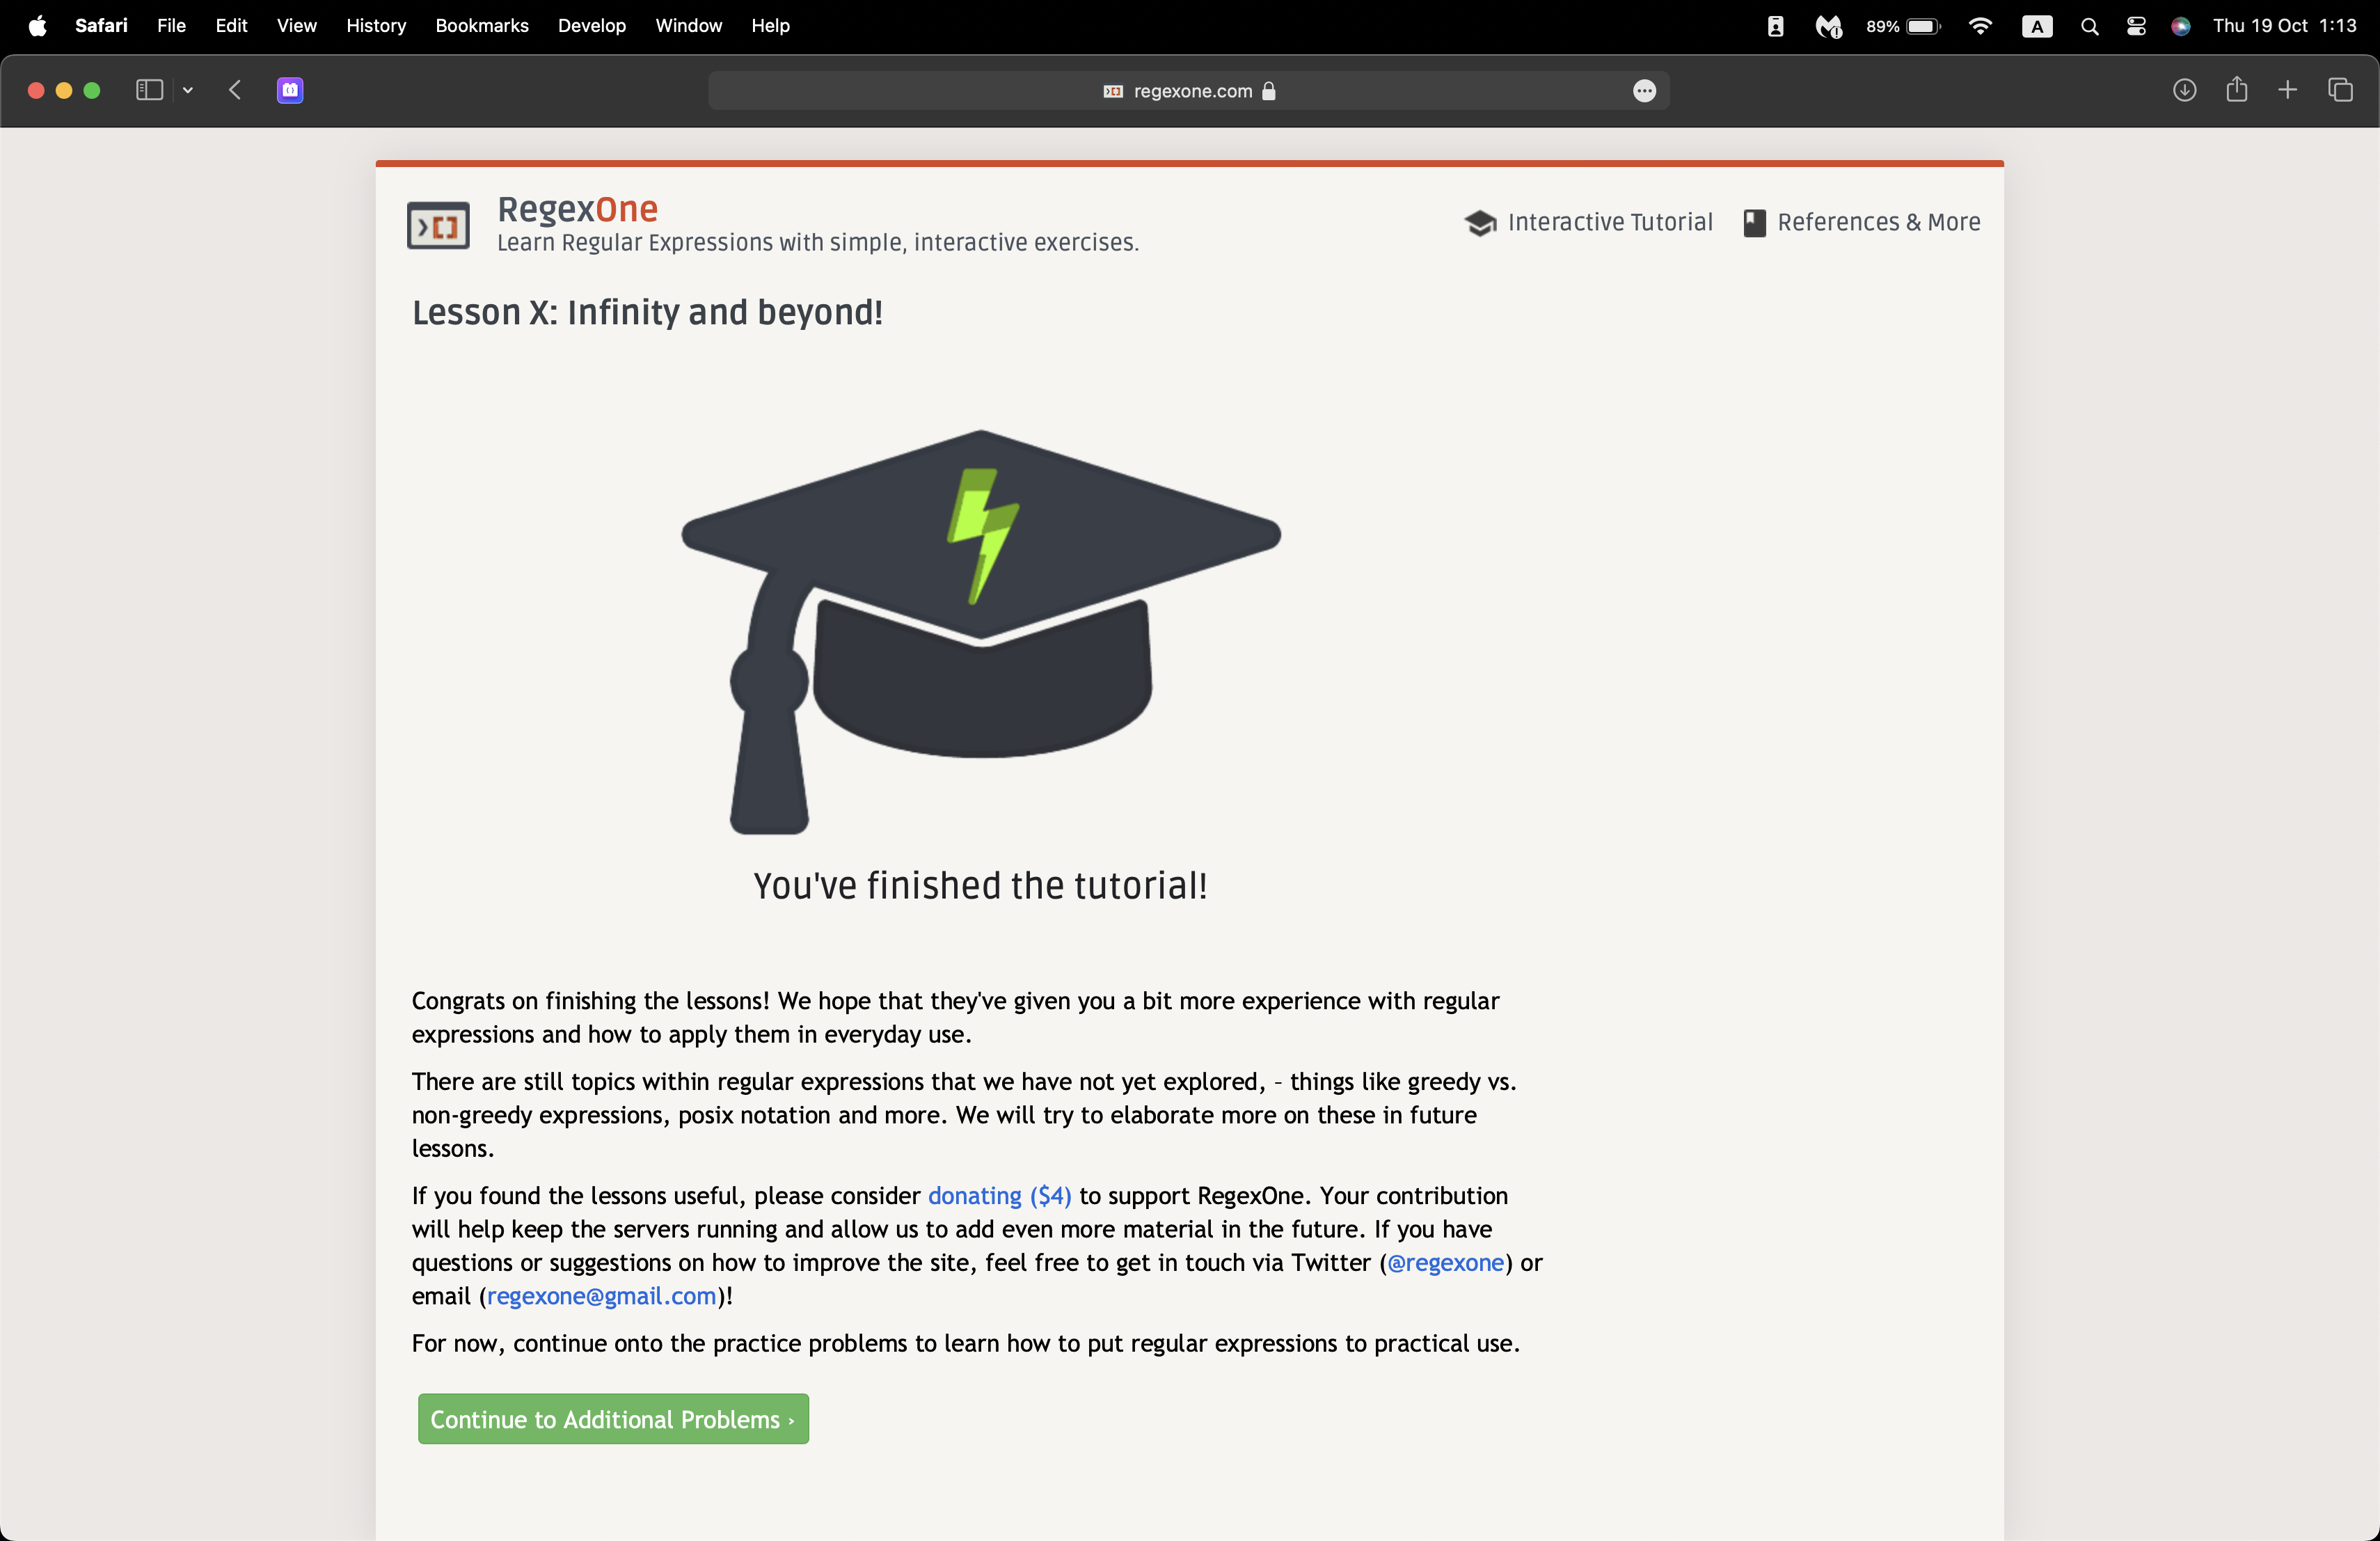 Safari File Edit View History Bookmarks Develop Window Help 89% A Thu 19 Oct 1:13
regexone.com
RegexOne
Learn Regular Expressions with simple, interactive exercises.
Interactive Tutorial References & More
Lesson X: Infinity and beyond!
You've finished the tutorial!
Congrats on finishing the lessons! We hope that they've given you a bit more experience with regular
expressions and how to apply them in everyday use.
There are still topics within regular expressions that we have not yet explored, - things like greedy vs.
non-greedy expressions, posix notation and more. We will try to elaborate more on these in future
lessons.
If you found the lessons useful, please consider donating ($4) to support RegexOne. Your contribution
will help keep the servers running and allow us to add even more material in the future. If you have
questions or suggestions on how to improve the site, feel free to get in touch via Twitter (@regexone) or
email (regexone@gmail.com)!
For now, continue onto the practice problems to learn how to put regular expressions to practical use.
Continue to Additional Problems ›